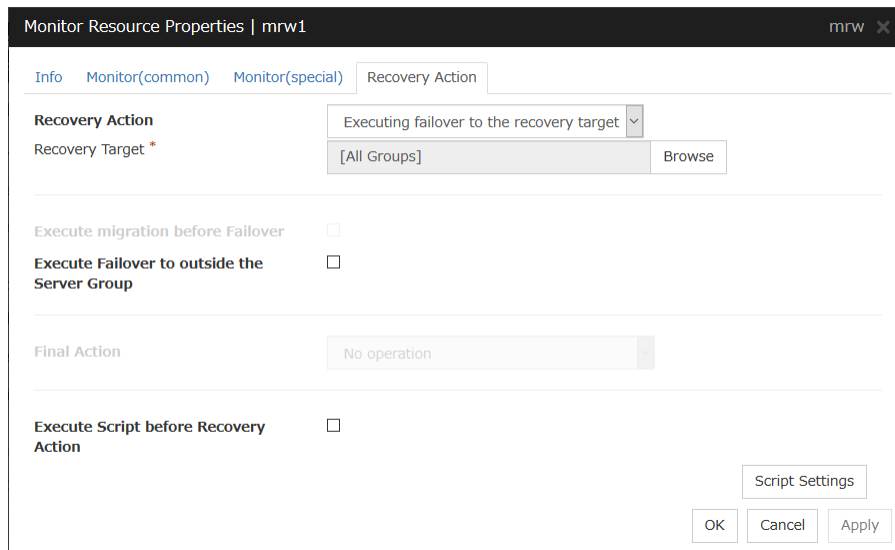 Monitor Resource Properties | mrw1 mrw
Info Monitor(common) Monitor(special) Recovery Action
Recovery Action Executing failover to the recovery target
Recovery Target * [All Groups] Browse
Execute migration before Failover
Execute Failover to outside the
Server Group
Final Action No operation
Execute Script before Recovery
Action
Script Settings
OK Cancel Apply